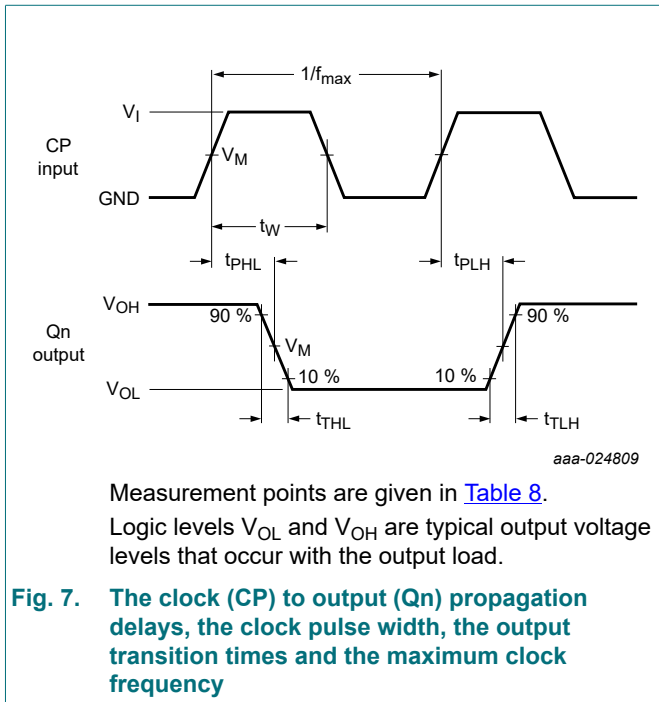 1/fmax
VI
CP
input
VM
GND
tW
tPHL
tPLH
VOH
90 %
90 %
Qn
output
VM
10 %
10 %
VOL
tTHL
tTLH
aaa-024809
Measurement points are given in Table 8.
Logic levels VOL and VOH are typical output voltage
levels that occur with the output load.
Fig. 7. The clock (CP) to output (Qn) propagation
delays, the clock pulse width, the output
transition times and the maximum clock
frequency